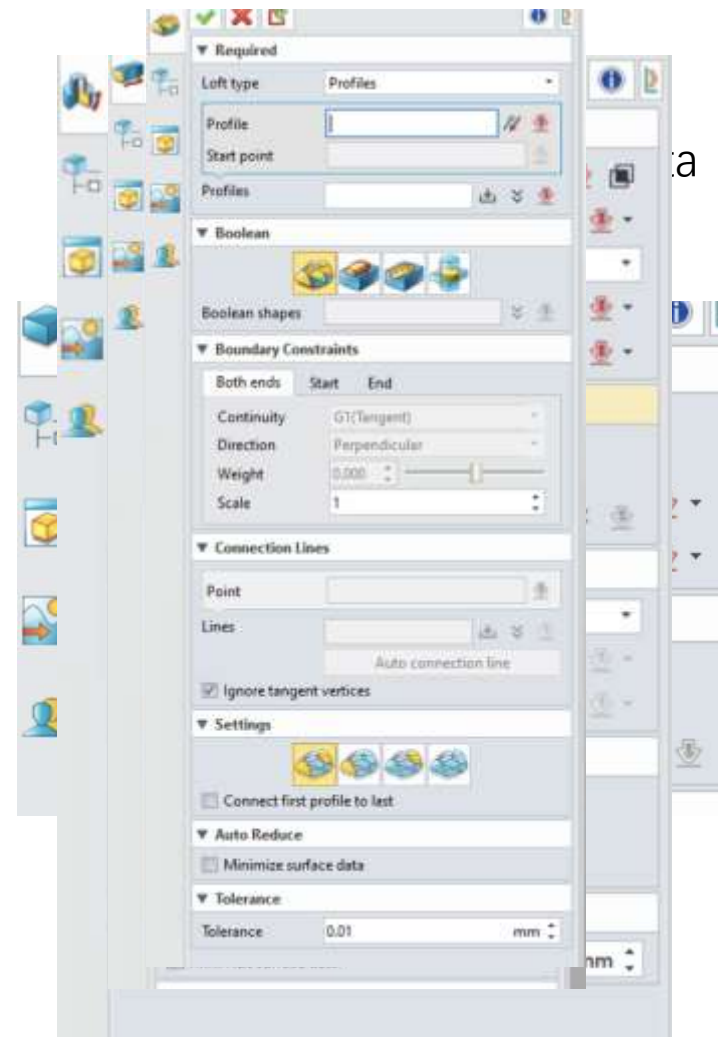 Required
Loft type Profiles
Profile
Start point
Profiles
ta
Boolean
Boolean shapes
Boundary Constraints
Both ends Start End
Continuity G1(Tangent)
Direction Perpendicular
Weight 0.000
Scale 1
Connection Lines
Point
Lines
Auto connection line
Ignore tangent vertices
Settings
Connect first profile to last
Auto Reduce
Minimize surface data
Tolerance
Tolerance 0.01 mm
mm